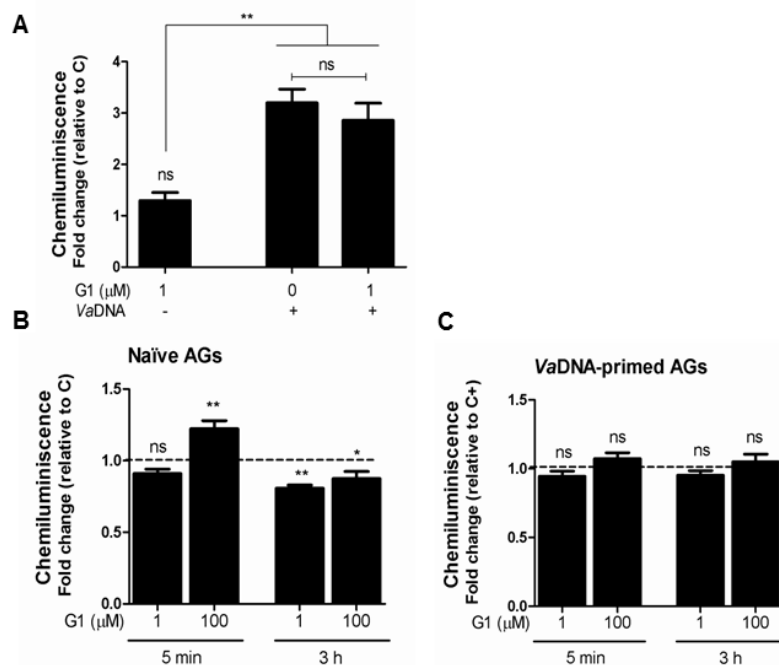 A
**
ns
ns
Chemiluminiscence
Fold change (relative to C)
4
3
2
1
0
G1 (µM) 1 0 1
VaDNA - + +
B
Naïve AGs
Chemiluminiscence
Fold change (relative to C)
1.5
1.0
0.5
0.0
ns
**
**
*
G1 (µM) 1 100 1 100
5 min 3 h
C
VaDNA-primed AGs
Chemiluminiscence
Fold change (relative to C+)
1.5
1.0
0.5
0.0
ns ns ns ns
G1 (µM) 1 100 1 100
5 min 3 h